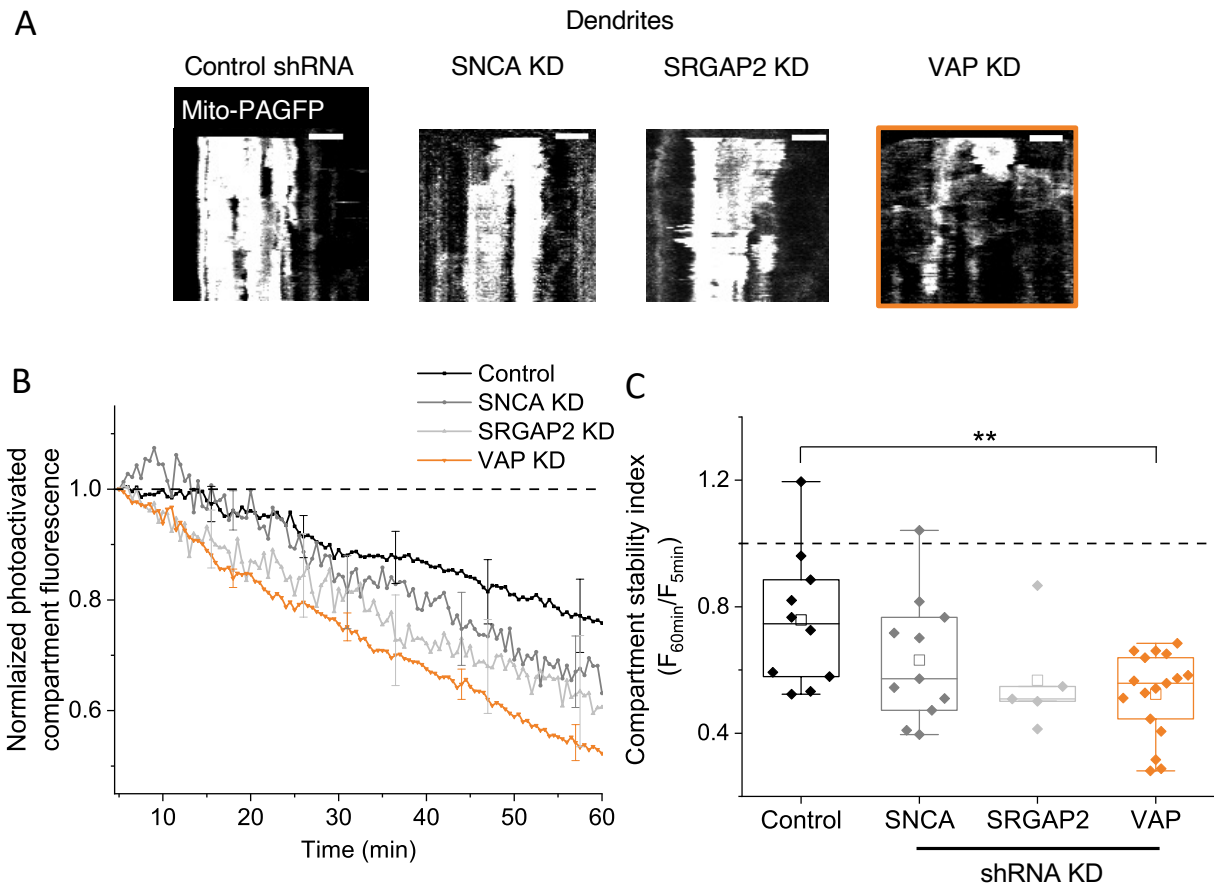 A
Dendrites
Control shRNA
SNCA KD
SRGAP2 KD
VAP KD
Mito-PAGFP
B
Control
SNCA KD
SRGAP2 KD
VAP KD
Normlaized photoactivated
compartment fluorescence
1.0
0.8
0.6
10 20 30 40 50 60
Time (min)
C
**
Compartment stability index
(F60min/F5min)
1.2
0.8
0.4
Control SNCA SRGAP2 VAP
shRNA KD